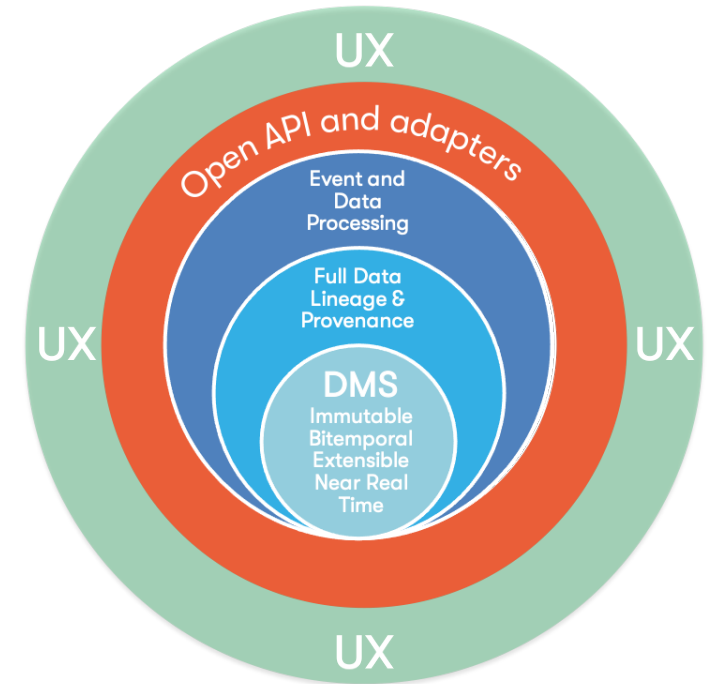 UX
Open API and adapters
Event and
Data
Processing
Full Data
Lineage &
Provenance
UX
UX
DMS
Immutable
Bitemporal
Extensible
Near Real
Time
UX